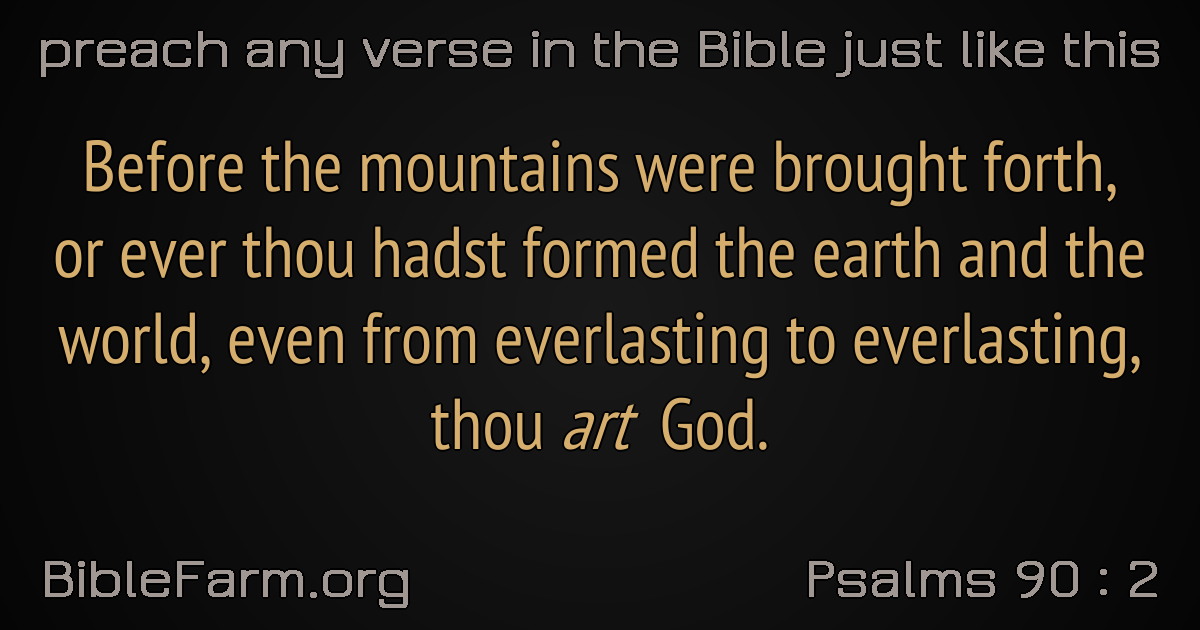 preach any verse in the Bible just like this
Before the mountains were brought forth,
or ever thou hadst formed the earth and the
world, even from everlasting to everlasting,
thou art God.
BibleFarm.org
Psalms 90 : 2